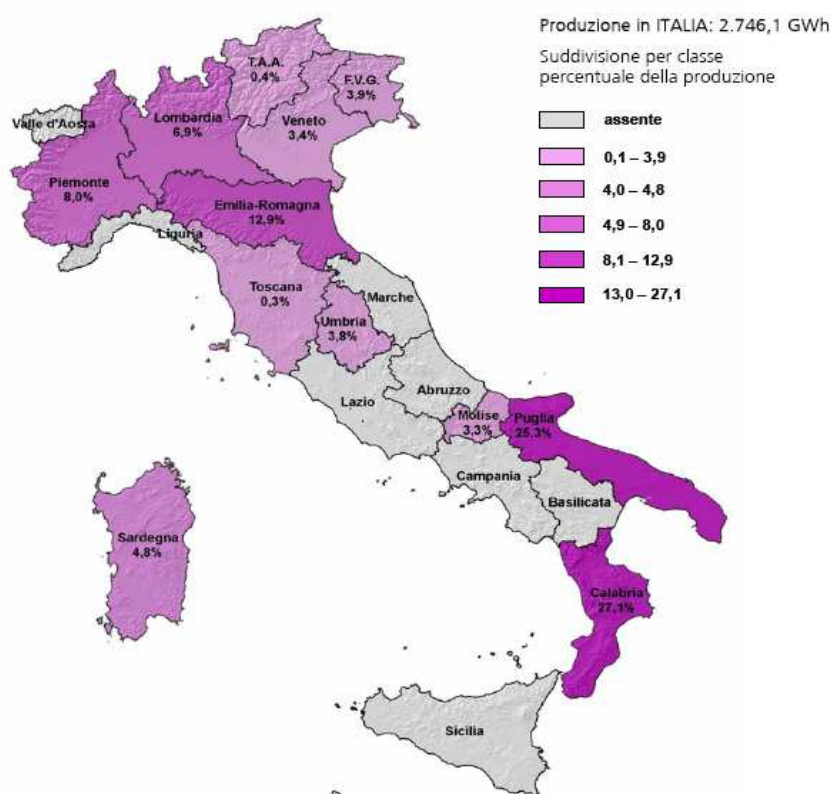 Produzione in ITALIA: 2.746,1 GWh
Suddivisione per classe
percentuale della produzione
assente
0,1 – 3,9
4,0 – 4,8
4,9 – 8,0
8,1 – 12,9
13,0 – 27,1
T.A.A.
0,4%
F.V.G.
3,9%
Valle d'Aosta
Lombardia
6,9%
Veneto
3,4%
Piemonte
8,0%
Emilia-Romagna
12,9%
Liguria
Toscana
0,3%
Marche
Umbria
3,8%
Abruzzo
Lazio
Molise
3,3%
Puglia
25,3%
Campania
Basilicata
Sardegna
4,8%
Calabria
27,1%
Sicilia